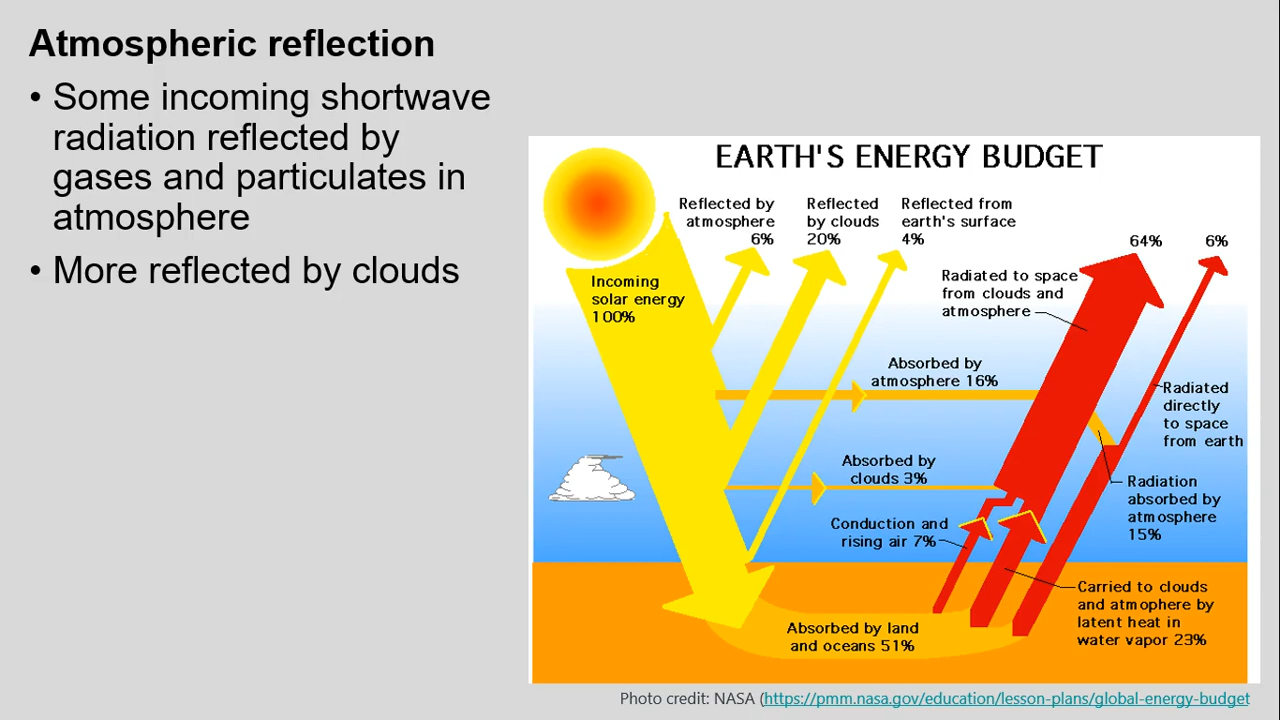 Atmospheric reflection
• Some incoming shortwave
radiation reflected by
gases and particulates in
atmosphere
• More reflected by clouds
EARTH'S ENERGY BUDGET
Reflected by
atmosphere
6%
Reflected
by clouds
20%
Reflected from
earth's surface
4%
64%
6%
Incoming
solar energy
100%
Radiated to space
from clouds and
atmosphere
Absorbed by
atmosphere 16%
Radiated
directly
to space
from earth
Absorbed by
clouds 3%
Radiation
absorbed by
atmosphere
15%
Conduction and
rising air 7%
Carried to clouds
and atmophere by
latent heat in
water vapor 23%
Absorbed by land
and oceans 51%
Photo credit: NASA (https://pmm.nasa.gov/education/lesson-plans/global-energy-budget